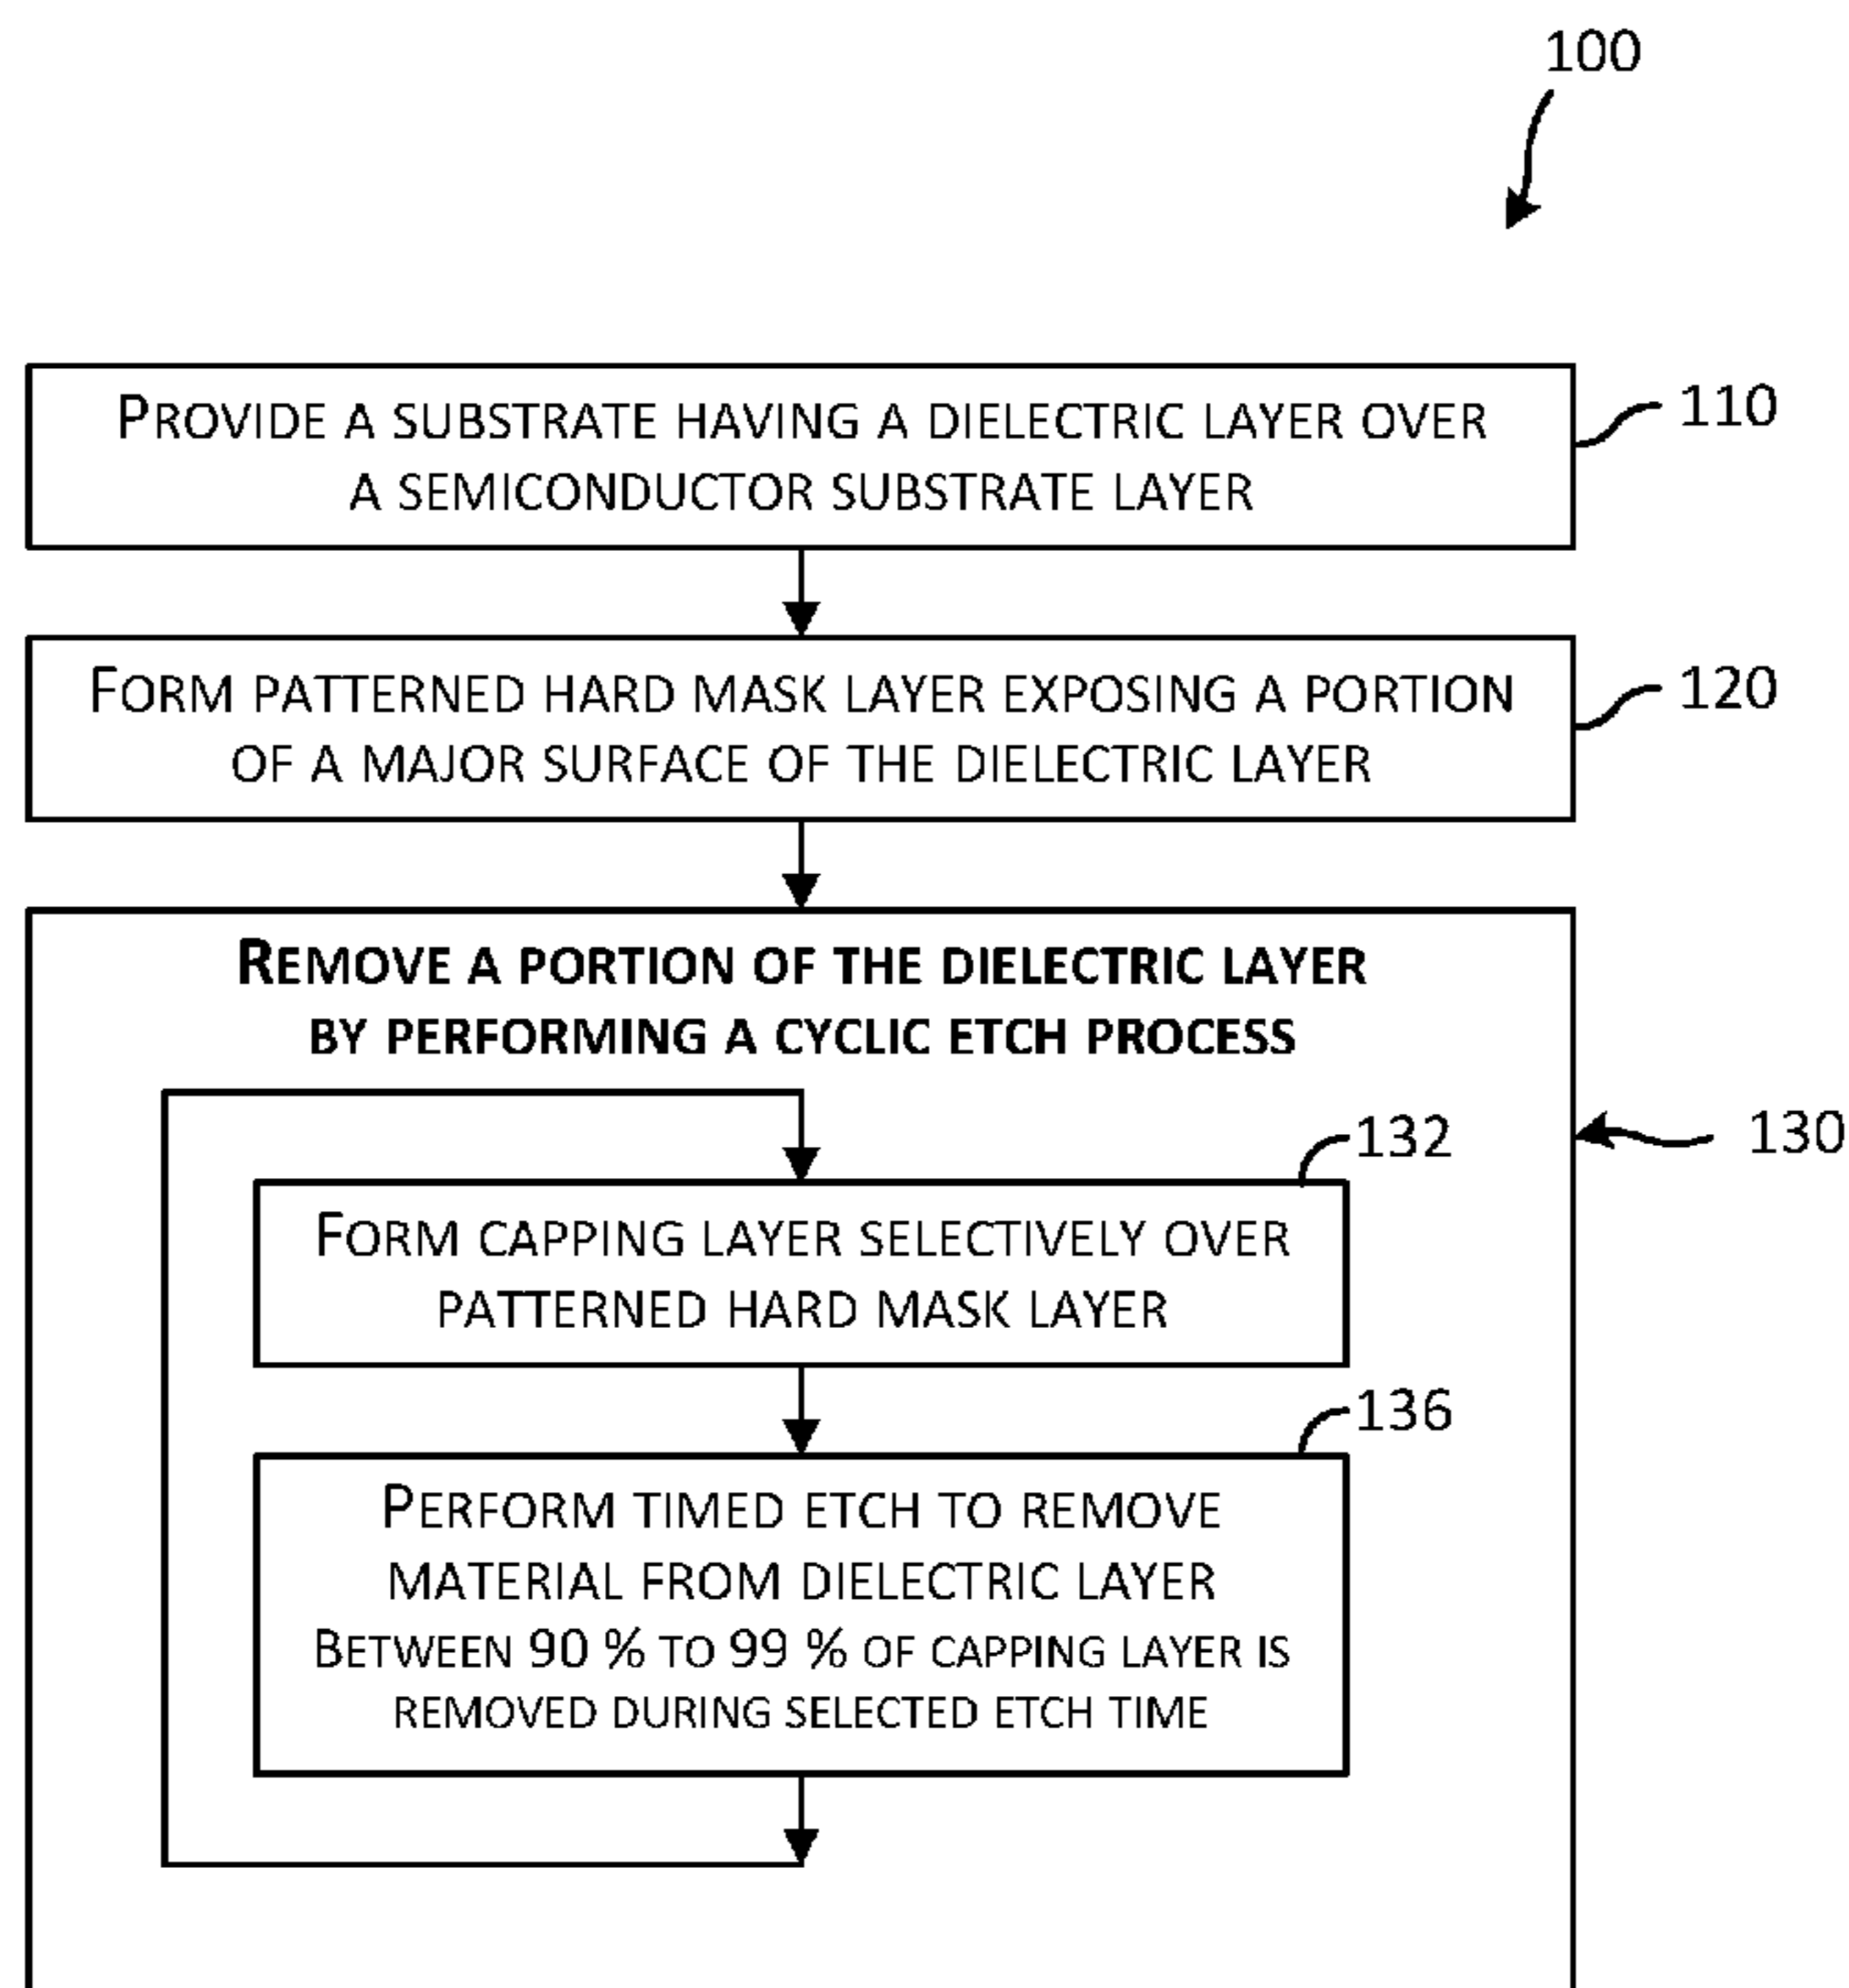 100
PROVIDE A SUBSTRATE HAVING A DIELECTRIC LAYER OVER
A SEMICONDUCTOR SUBSTRATE LAYER
110
FORM PATTERNED HARD MASK LAYER EXPOSING A PORTION
OF A MAJOR SURFACE OF THE DIELECTRIC LAYER
120
REMOVE A PORTION OF THE DIELECTRIC LAYER
BY PERFORMING A CYCLIC ETCH PROCESS
130
132
FORM CAPPING LAYER SELECTIVELY OVER
PATTERNED HARD MASK LAYER
136
PERFORM TIMED ETCH TO REMOVE
MATERIAL FROM DIELECTRIC LAYER
BETWEEN 90 % TO 99 % OF CAPPING LAYER IS
REMOVED DURING SELECTED ETCH TIME